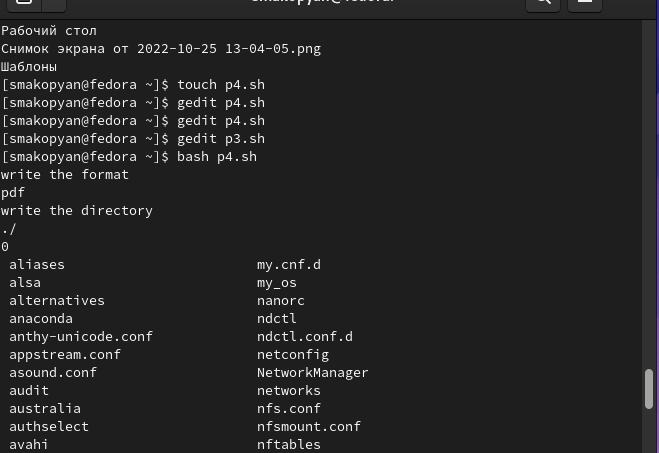 Рабочий стол
Снимок экрана от 2022-10-25 13-04-05.png
Шаблоны
[smakopyan@fedora ~]$ touch p4.sh
[smakopyan@fedora ~]$ gedit p4.sh
[smakopyan@fedora ~]$ gedit p4.sh
[smakopyan@fedora ~]$ gedit p3.sh
[smakopyan@fedora ~]$ bash p4.sh
write the format
pdf
write the directory
./
0
aliases my.cnf.d
alsa my_os
alternatives nanorc
anaconda ndctl
anthy-unicode.conf ndctl.conf.d
appstream.conf netconfig
asound.conf NetworkManager
audit networks
australia nfs.conf
authselect nfsmount.conf
avahi nftables